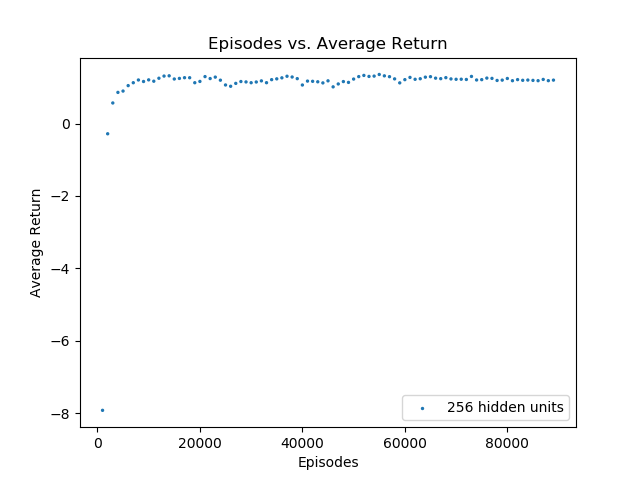 Episodes vs. Average Return
Average Return
0
−2
−4
−6
−8
256 hidden units
0 20000 40000 60000 80000
Episodes